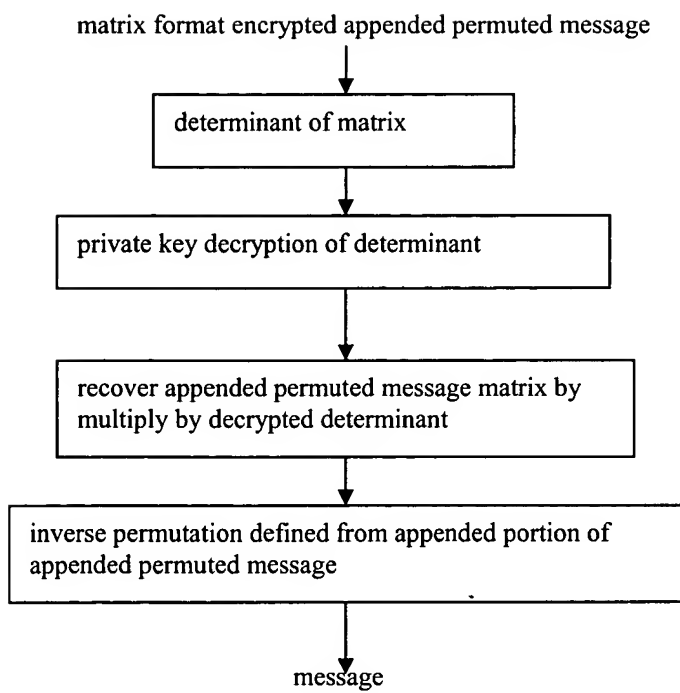 matrix format encrypted appended permuted message
determinant of matrix
private key decryption of determinant
recover appended permuted message matrix by
multiply by decrypted determinant
inverse permutation defined from appended portion of
appended permuted message
message